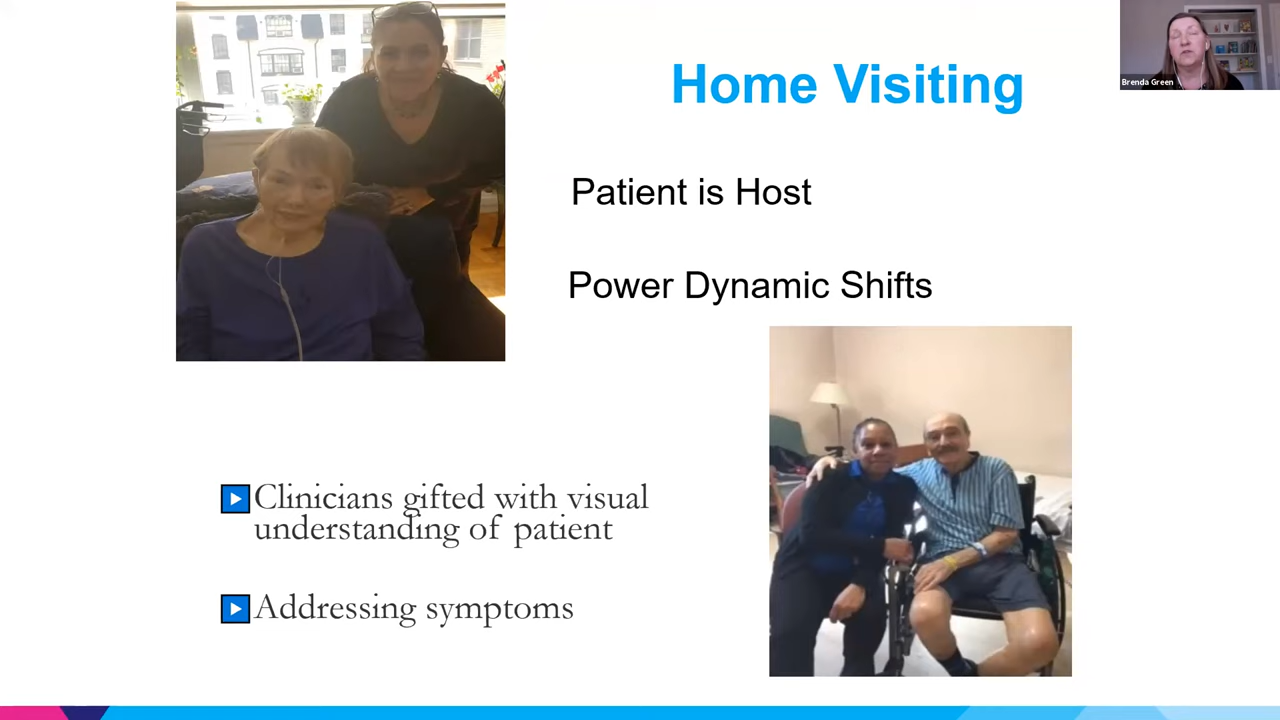 Home Visiting
Brenda Green
Patient is Host
Power Dynamic Shifts
Clinicians gifted with visual
understanding of patient
Addressing symptoms